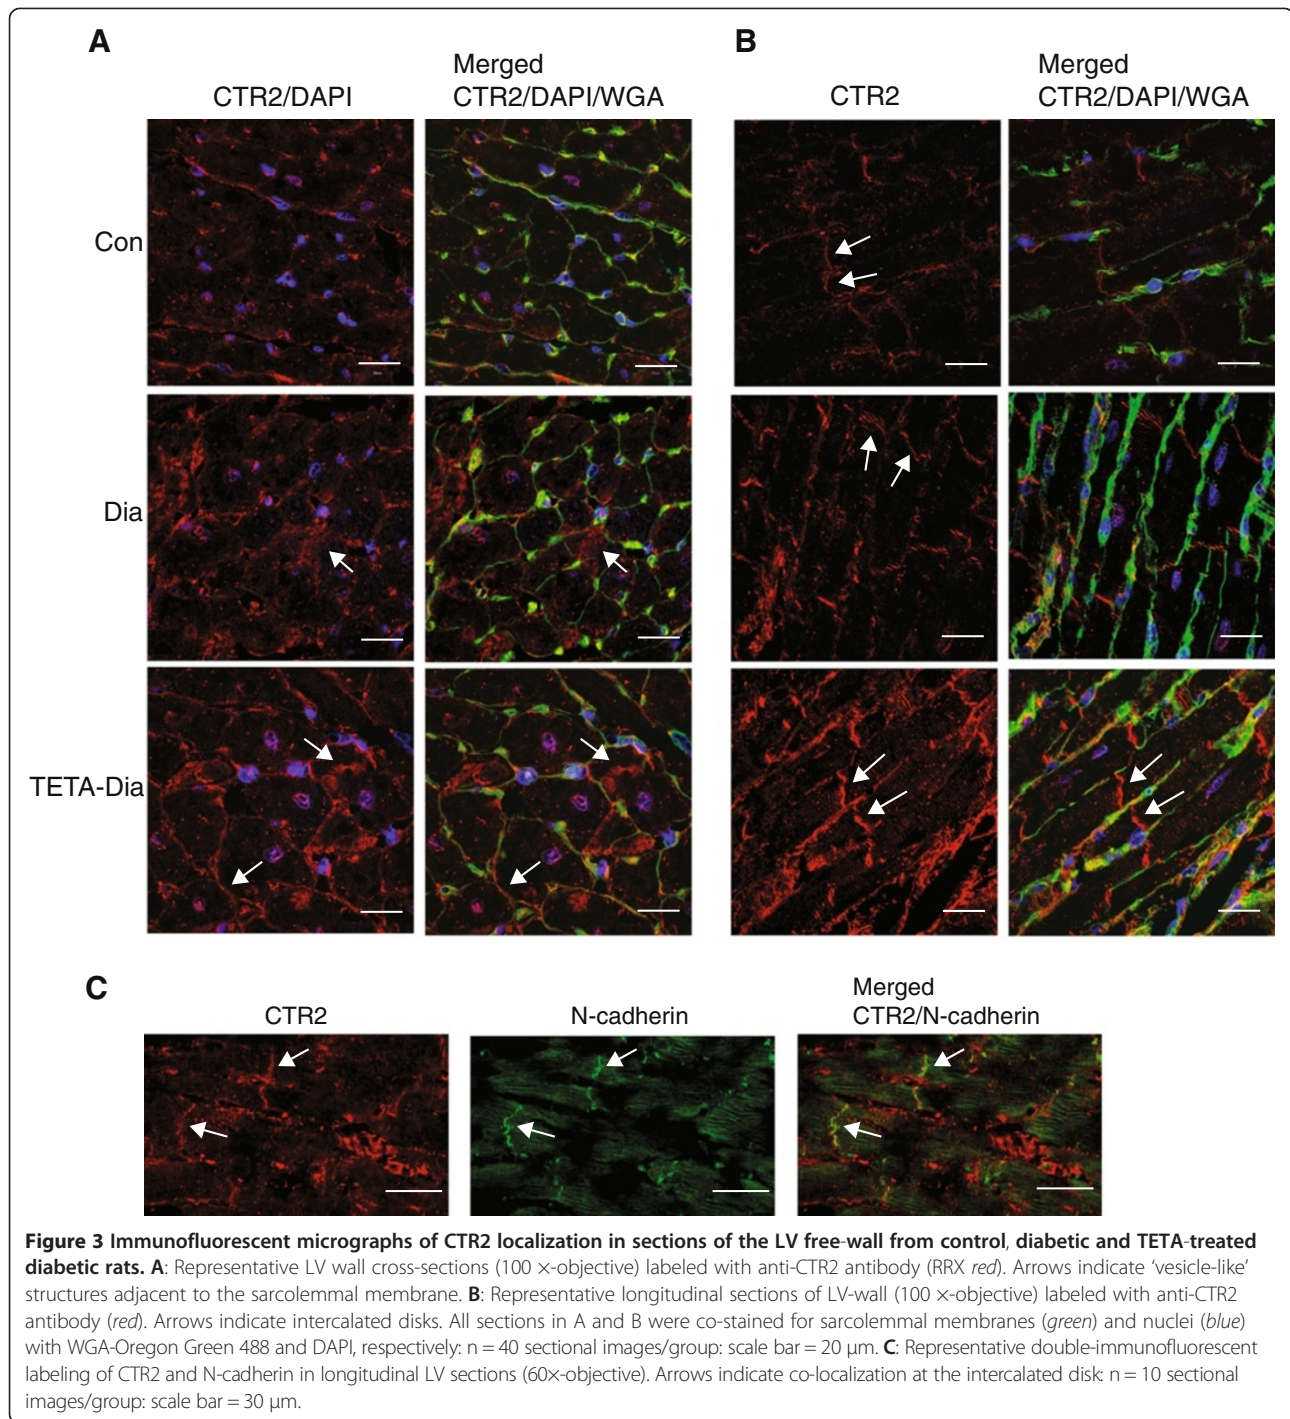 A
B
Merged
CTR2/DAPI
CTR2/DAPI/WGA
Merged
CTR2
CTR2/DAPI/WGA
Con
Dia
TETA-Dia
C
CTR2
N-cadherin
Merged
CTR2/N-cadherin
Figure 3 Immunofluorescent micrographs of CTR2 localization in sections of the LV free-wall from control, diabetic and TETA-treated
diabetic rats. A: Representative LV wall cross-sections (100 ×-objective) labeled with anti-CTR2 antibody (RRX red). Arrows indicate ‘vesicle-like’
structures adjacent to the sarcolemmal membrane. B: Representative longitudinal sections of LV-wall (100 ×-objective) labeled with anti-CTR2
antibody (red). Arrows indicate intercalated disks. All sections in A and B were co-stained for sarcolemmal membranes (green) and nuclei (blue)
with WGA-Oregon Green 488 and DAPI, respectively: n = 40 sectional images/group: scale bar = 20 μm. C: Representative double-immunofluorescent
labeling of CTR2 and N-cadherin in longitudinal LV sections (60×-objective). Arrows indicate co-localization at the intercalated disk: n = 10 sectional
images/group: scale bar = 30 μm.